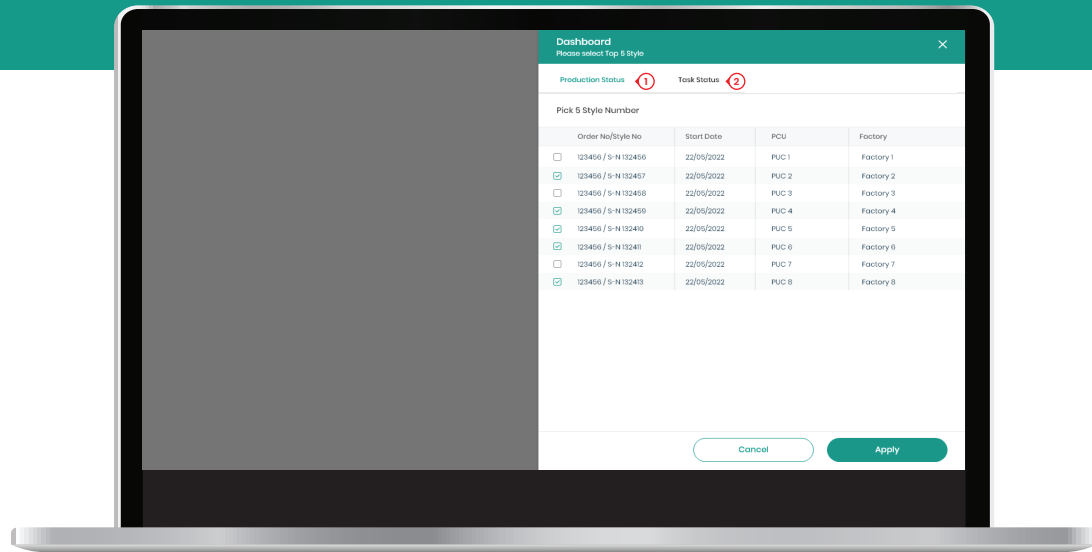 Dashboard
Please select Top 5 Style
Production Status 1 Task Status 2
Pick 5 Style Number
Order No/Style No Start Date PCU Factory
123456 / S-N 132456 22/05/2022 PUC 1 Factory 1
123456 / S-N 132457 22/05/2022 PUC 2 Factory 2
123456 / S-N 132458 22/05/2022 PUC 3 Factory 3
123456 / S-N 132459 22/05/2022 PUC 4 Factory 4
123456 / S-N 132410 22/05/2022 PUC 5 Factory 5
123456 / S-N 132411 22/05/2022 PUC 6 Factory 6
123456 / S-N 132412 22/05/2022 PUC 7 Factory 7
123456 / S-N 132413 22/05/2022 PUC 8 Factory 8
Cancel Apply